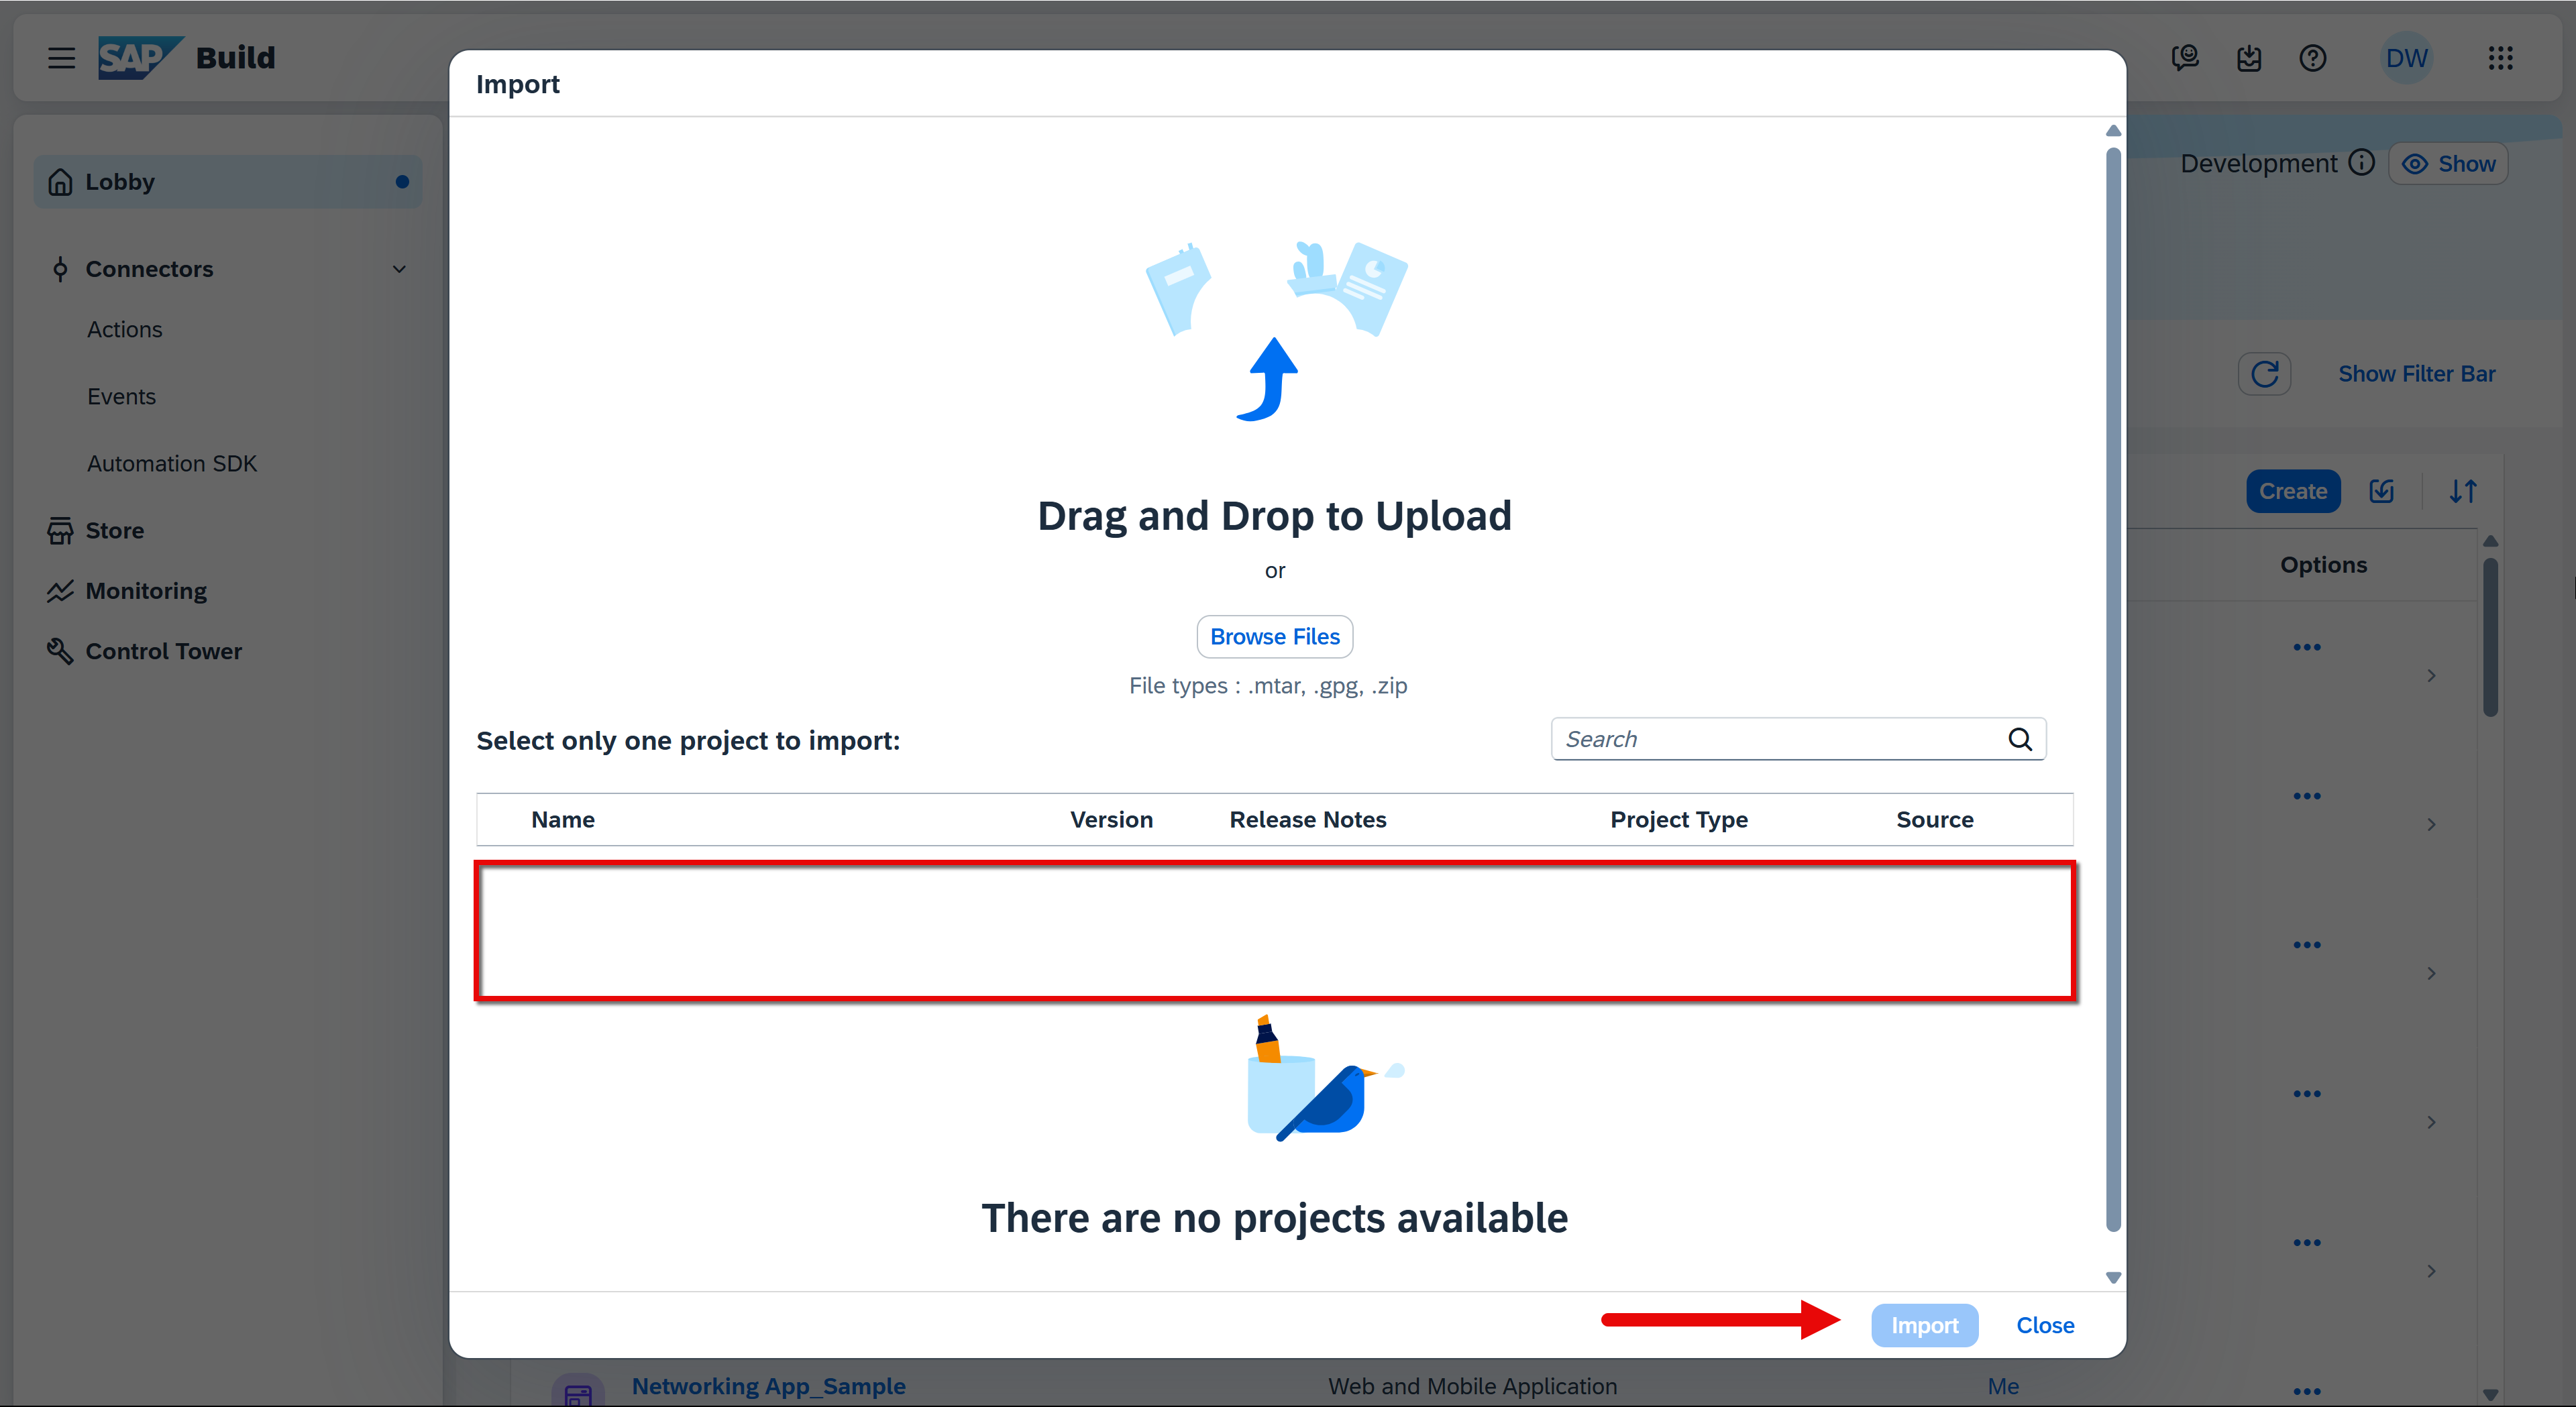 SAP Build
DW
Import
Lobby
Development
Show
Connectors
Actions
Events
Show Filter Bar
Automation SDK
Create
Drag and Drop to Upload
Store
or
Options
Monitoring
Browse Files
Control Tower
File types : .mtar, .gpg, .zip
Select only one project to import:
Search
Name Version Release Notes Project Type Source
There are no projects available
Import Close
Networking App_Sample Web and Mobile Application Me